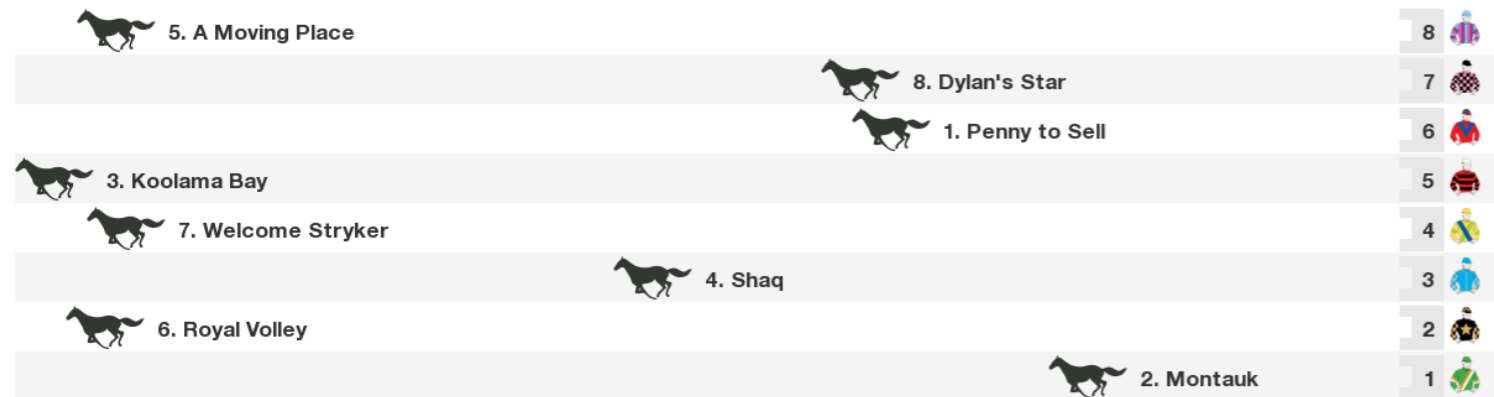 5. A Moving Place 8
8. Dylan's Star 7
1. Penny to Sell 6
3. Koolama Bay 5
7. Welcome Stryker 4
4. Shaq 3
6. Royal Volley 2
2. Montauk 1